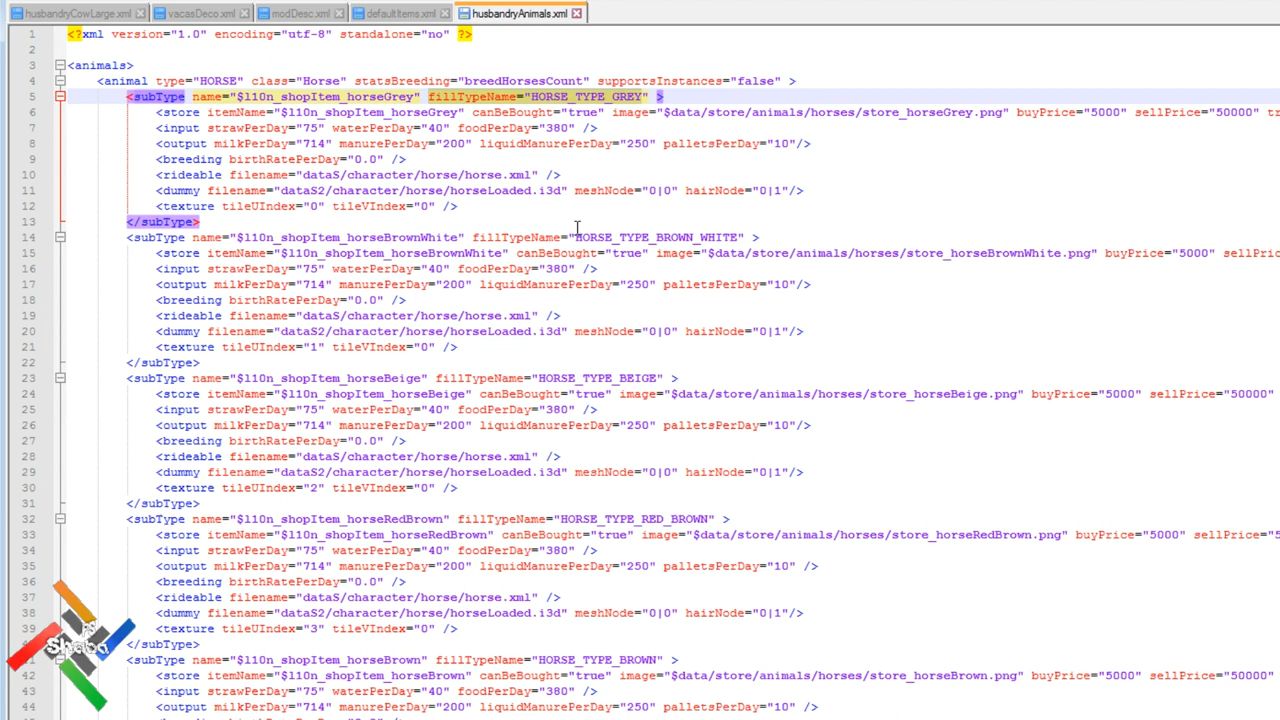 husbandryCowLarge.xml vacasDeco.xml modDesc.xml defaultItems.xml husbandryAnimals.xml
1 <?xml version="1.0" encoding="utf-8" standalone="no" ?>
2
3 <animals>
4 <animal type="HORSE" class="Horse" statsBreeding="breedHorsesCount" supportsInstances="false" >
5 <subType name="$l10n_shopItem_horseGrey" fillTypeName="HORSE_TYPE_GREY" >
6 <store itemName="$l10n_shopItem_horseGrey" canBeBought="true" image="$data/store/animals/horses/store_horseGrey.png" buyPrice="5000" sellPrice="50000" tr
7 <input strawPerDay="75" waterPerDay="40" foodPerDay="380" />
8 <output milkPerDay="714" manurePerDay="200" liquidManurePerDay="250" palletsPerDay="10"/>
9 <breeding birthRatePerDay="0.0" />
10 <rideable filename="dataS/character/horse/horse.xml" />
11 <dummy filename="dataS2/character/horse/horseLoaded.i3d" meshNode="0|0" hairNode="0|1"/>
12 <texture tileUIndex="0" tileVIndex="0" />
13 </subType>
14 <subType name="$l10n_shopItem_horseBrownWhite" fillTypeName="HORSE_TYPE_BROWN_WHITE" >
15 <store itemName="$l10n_shopItem_horseBrownWhite" canBeBought="true" image="$data/store/animals/horses/store_horseBrownWhite.png" buyPrice="5000" sellPric
16 <input strawPerDay="75" waterPerDay="40" foodPerDay="380" />
17 <output milkPerDay="714" manurePerDay="200" liquidManurePerDay="250" palletsPerDay="10"/>
18 <breeding birthRatePerDay="0.0" />
19 <rideable filename="dataS/character/horse/horse.xml" />
20 <dummy filename="dataS2/character/horse/horseLoaded.i3d" meshNode="0|0" hairNode="0|1"/>
21 <texture tileUIndex="1" tileVIndex="0" />
22 </subType>
23 <subType name="$l10n_shopItem_horseBeige" fillTypeName="HORSE_TYPE_BEIGE" >
24 <store itemName="$l10n_shopItem_horseBeige" canBeBought="true" image="$data/store/animals/horses/store_horseBeige.png" buyPrice="5000" sellPrice="50000"
25 <input strawPerDay="75" waterPerDay="40" foodPerDay="380" />
26 <output milkPerDay="714" manurePerDay="200" liquidManurePerDay="250" palletsPerDay="10"/>
27 <breeding birthRatePerDay="0.0" />
28 <rideable filename="dataS/character/horse/horse.xml" />
29 <dummy filename="dataS2/character/horse/horseLoaded.i3d" meshNode="0|0" hairNode="0|1"/>
30 <texture tileUIndex="2" tileVIndex="0" />
31 </subType>
32 <subType name="$l10n_shopItem_horseRedBrown" fillTypeName="HORSE_TYPE_RED_BROWN" >
33 <store itemName="$l10n_shopItem_horseRedBrown" canBeBought="true" image="$data/store/animals/horses/store_horseRedBrown.png" buyPrice="5000" sellPrice="5
34 <input strawPerDay="75" waterPerDay="40" foodPerDay="380" />
35 <output milkPerDay="714" manurePerDay="200" liquidManurePerDay="250" palletsPerDay="10" />
36 <breeding birthRatePerDay="0.0" />
37 <rideable filename="dataS/character/horse/horse.xml" />
38 <dummy filename="dataS2/character/horse/horseLoaded.i3d" meshNode="0|0" hairNode="0|1"/>
39 <texture tileUIndex="3" tileVIndex="0" />
</subType>
<subType name="$l10n_shopItem_horseBrown" fillTypeName="HORSE_TYPE_BROWN" >
42 <store itemName="$l10n_shopItem_horseBrown" canBeBought="true" image="$data/store/animals/horses/store_horseBrown.png" buyPrice="5000" sellPrice="50000"
43 <input strawPerDay="75" waterPerDay="40" foodPerDay="380" />
44 <output milkPerDay="714" manurePerDay="200" liquidManurePerDay="250" palletsPerDay="10" />